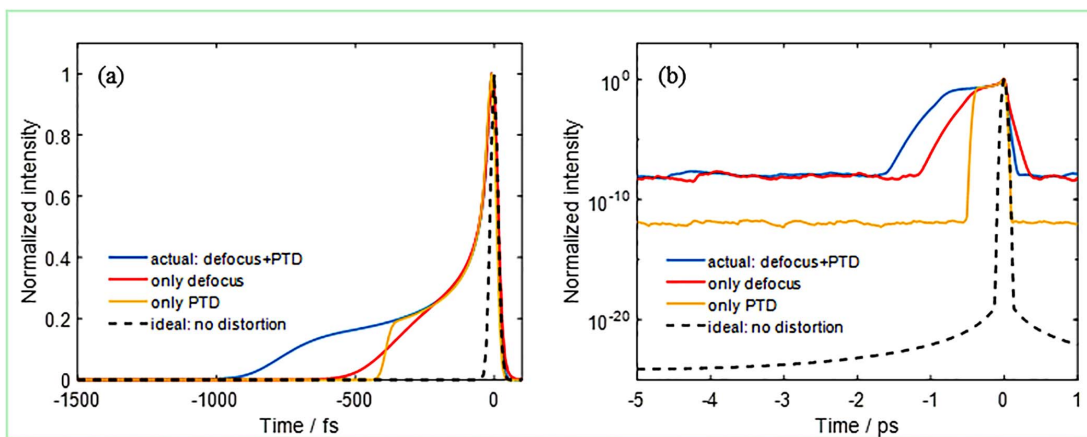 (a)
Normalized intensity
1
0.8
0.6
0.4
0.2
0
actual: defocus+PTD
only defocus
only PTD
ideal: no distortion
-1500
-1000
-500
0
Time / fs
(b)
Normalized intensity
10^0
10^-10
10^-20
actual: defocus+PTD
only defocus
only PTD
ideal: no distortion
-5
-4
-3
-2
-1
0
1
Time / ps